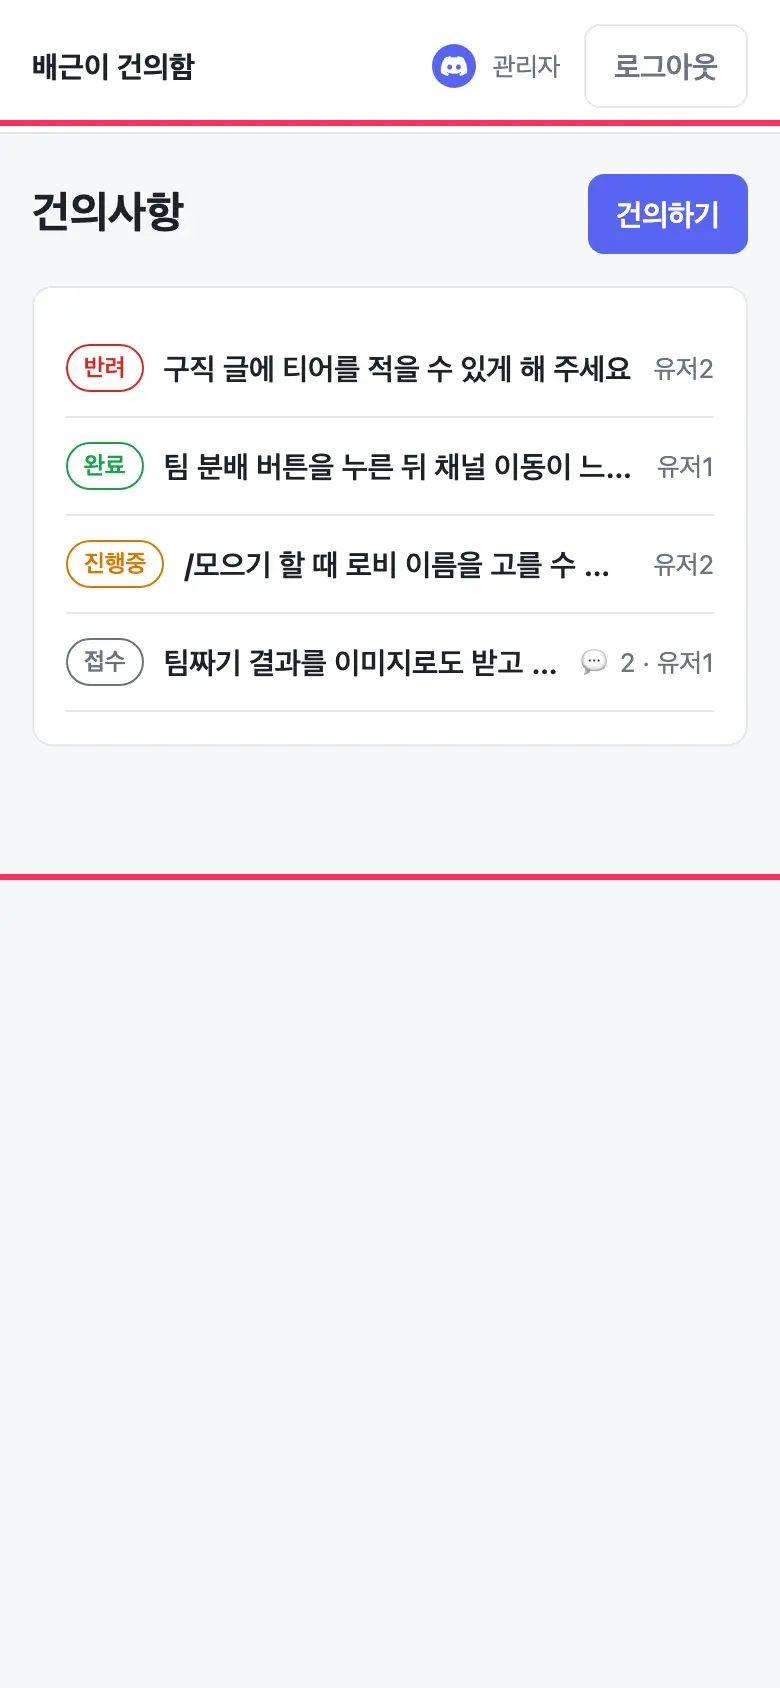 배근이 건의함 관리자 로그아웃
건의사항 건의하기
반려 구직 글에 티어를 적을 수 있게 해 주세요 유저2
완료 팀 분배 버튼을 누른 뒤 채널 이동이 느... 유저1
진행중 /모으기 할 때 로비 이름을 고를 수 ... 유저2
접수 팀짜기 결과를 이미지로도 받고 ... 💬 2 · 유저1